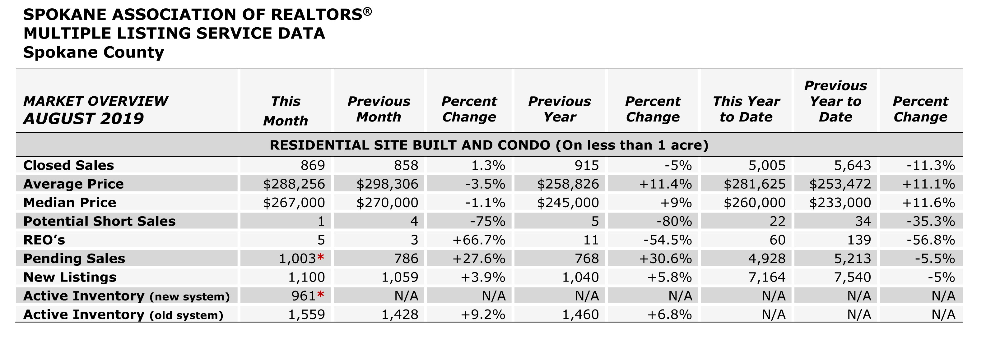 SPOKANE ASSOCIATION OF REALTORS®
MULTIPLE LISTING SERVICE DATA
Spokane County
MARKET OVERVIEW AUGUST 2019 This Month Previous Month Percent Change Previous Year Percent Change This Year to Date Previous Year to Date Percent Change
RESIDENTIAL SITE BUILT AND CONDO (On less than 1 acre)
Closed Sales 869 858 1.3% 915 -5% 5,005 5,643 -11.3%
Average Price $288,256 $298,306 -3.5% $258,826 +11.4% $281,625 $253,472 +11.1%
Median Price $267,000 $270,000 -1.1% $245,000 +9% $260,000 $233,000 +11.6%
Potential Short Sales 1 4 -75% 5 -80% 22 34 -35.3%
REO’s 5 3 +66.7% 11 -54.5% 60 139 -56.8%
Pending Sales 1,003* 786 +27.6% 768 +30.6% 4,928 5,213 -5.5%
New Listings 1,100 1,059 +3.9% 1,040 +5.8% 7,164 7,540 -5%
Active Inventory (new system) 961* N/A N/A N/A N/A N/A N/A N/A
Active Inventory (old system) 1,559 1,428 +9.2% 1,460 +6.8% N/A N/A N/A